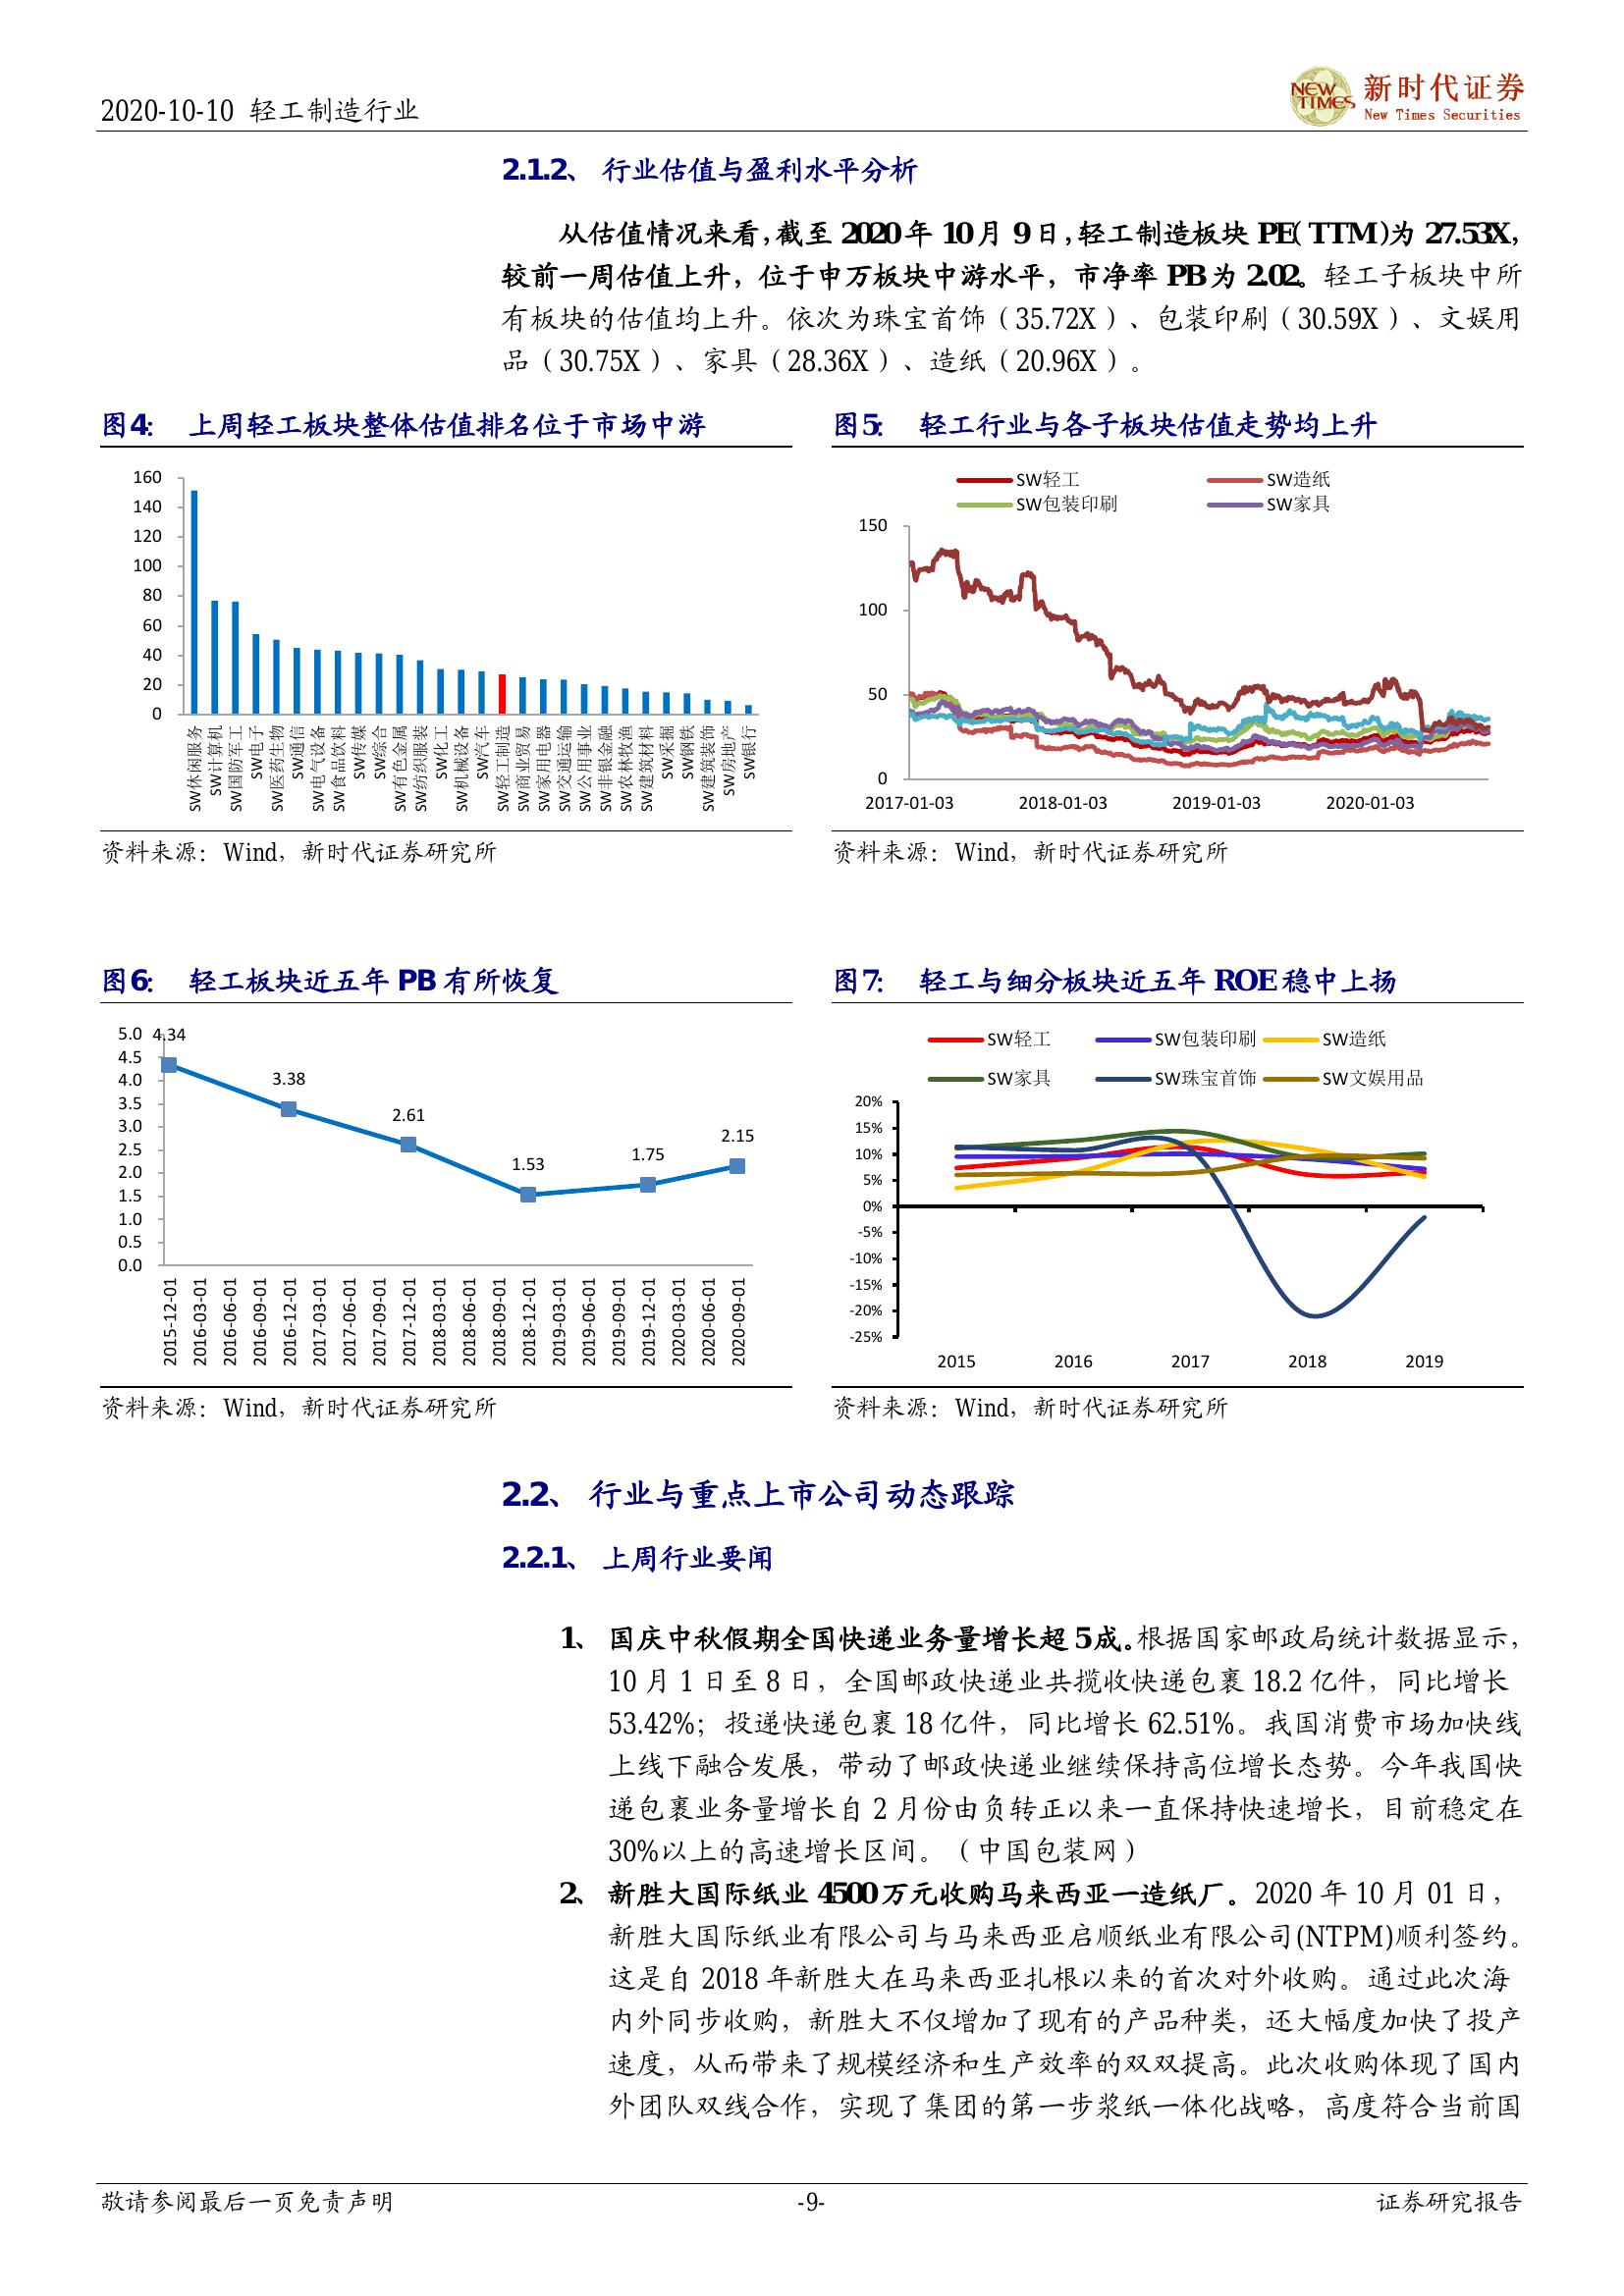 2020-10-10 轻工制造行业
NEW TIMES
新时代证券
New Times Securities
2.1.2、 行业估值与盈利水平分析
从估值情况来看，截至 2020 年 10 月 9 日，轻工制造板块 PE（TTM）为 27.53X，
较前一周估值上升，位于申万板块中游水平，市净率 PB 为 2.02。轻工子板块中所
有板块的估值均上升。依次为珠宝首饰（35.72X）、包装印刷（30.59X）、文娱用
品（30.75X）、家具（28.36X）、造纸（20.96X）。
图4： 上周轻工板块整体估值排名位于市场中游
160
140
120
100
80
60
40
20
0
SW休闲服务
SW计算机
SW国防军工
SW电子
SW医药生物
SW通信
SW电气设备
SW食品饮料
SW传媒
SW综合
SW有色金属
SW纺织服装
SW化工
SW机械设备
SW汽车
SW轻工制造
SW商业贸易
SW家用电器
SW交通运输
SW公用事业
SW非银金融
SW农林牧渔
SW建筑材料
SW采掘
SW钢铁
SW建筑装饰
SW房地产
SW银行
资料来源：Wind，新时代证券研究所
图5： 轻工行业与各子板块估值走势均上升
SW轻工 SW造纸
SW包装印刷 SW家具
150
100
50
0
2017-01-03 2018-01-03 2019-01-03 2020-01-03
资料来源：Wind，新时代证券研究所
图6： 轻工板块近五年 PB 有所恢复
5.0
4.5
4.0
3.5
3.0
2.5
2.0
1.5
1.0
0.5
0.0
4.34
3.38
2.61
1.53
1.75
2.15
2015-12-01
2016-03-01
2016-06-01
2016-09-01
2016-12-01
2017-03-01
2017-06-01
2017-09-01
2017-12-01
2018-03-01
2018-06-01
2018-09-01
2018-12-01
2019-03-01
2019-06-01
2019-09-01
2019-12-01
2020-03-01
2020-06-01
2020-09-01
资料来源：Wind，新时代证券研究所
图7： 轻工与细分板块近五年 ROE 稳中上扬
SW轻工 SW包装印刷 SW造纸
SW家具 SW珠宝首饰 SW文娱用品
20%
15%
10%
5%
0%
-5%
-10%
-15%
-20%
-25%
2015 2016 2017 2018 2019
资料来源：Wind，新时代证券研究所
2.2、 行业与重点上市公司动态跟踪
2.2.1、 上周行业要闻
1、 国庆中秋假期全国快递业务量增长超 5 成。根据国家邮政局统计数据显示，
10 月 1 日至 8 日，全国邮政快递业共揽收快递包裹 18.2 亿件，同比增长
53.42%；投递快递包裹 18 亿件，同比增长 62.51%。我国消费市场加快线
上线下融合发展，带动了邮政快递业继续保持高位增长态势。今年我国快
递包裹业务量增长自 2 月份由负转正以来一直保持快速增长，目前稳定在
30%以上的高速增长区间。（中国包装网）
2、 新胜大国际纸业 4500 万元收购马来西亚一造纸厂。2020 年 10 月 01 日，
新胜大国际纸业有限公司与马来西亚启顺纸业有限公司(NTPM)顺利签约。
这是自 2018 年新胜大在马来西亚扎根以来的首次对外收购。通过此次海
内外同步收购，新胜大不仅增加了现有的产品种类，还大幅度加快了投产
速度，从而带来了规模经济和生产效率的双双提高。此次收购体现了国内
外团队双线合作，实现了集团的第一步浆纸一体化战略，高度符合当前国
敬请参阅最后一页免责声明
-9-
证券研究报告